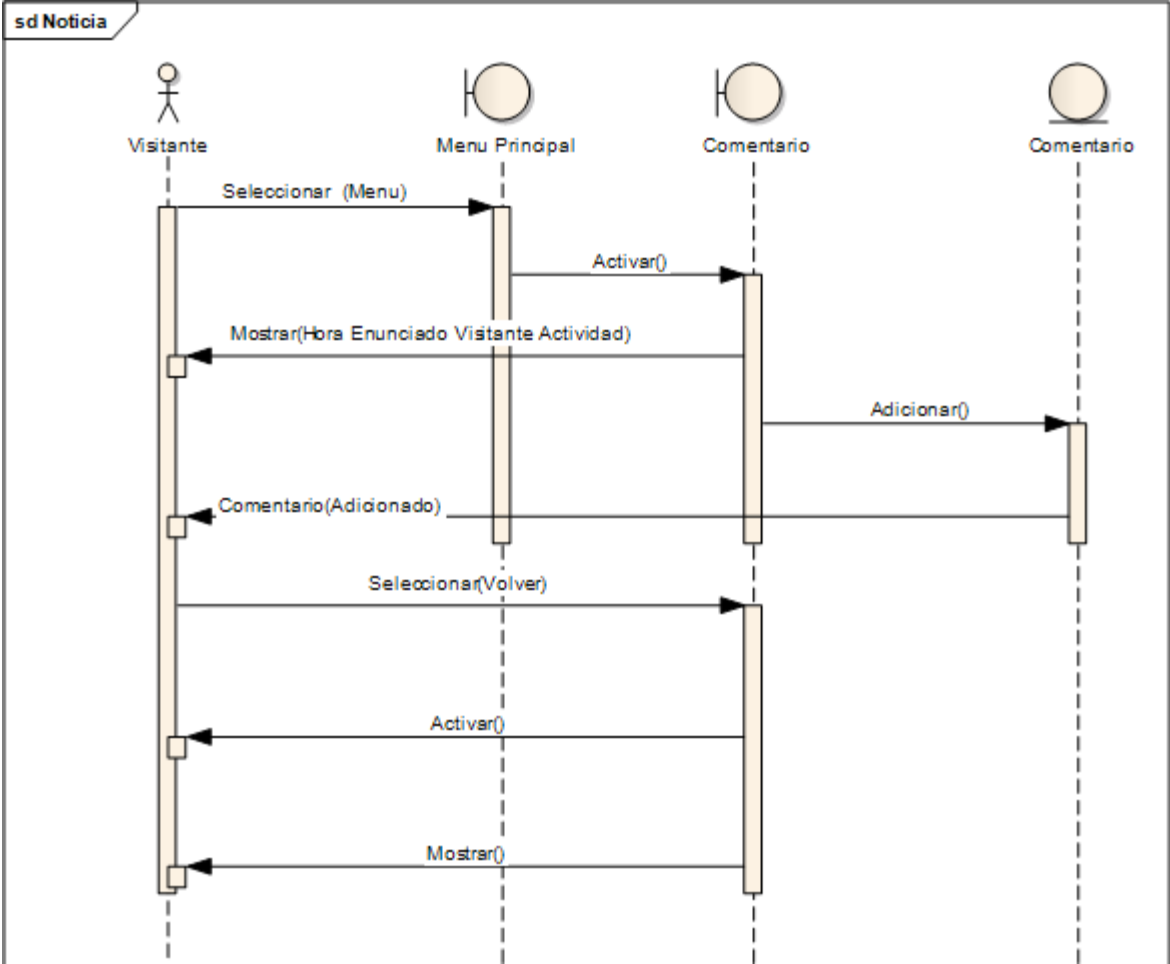 sd Noticia
Visitante
Menu Principal
Comentario
Comentario
Seleccionar (Menu)
Activar()
Mostrar(Hora Enunciado Visitante Actividad)
Adicionar()
Comentario(Adicionado)
Seleccionar(Volver)
Activar()
Mostrar()